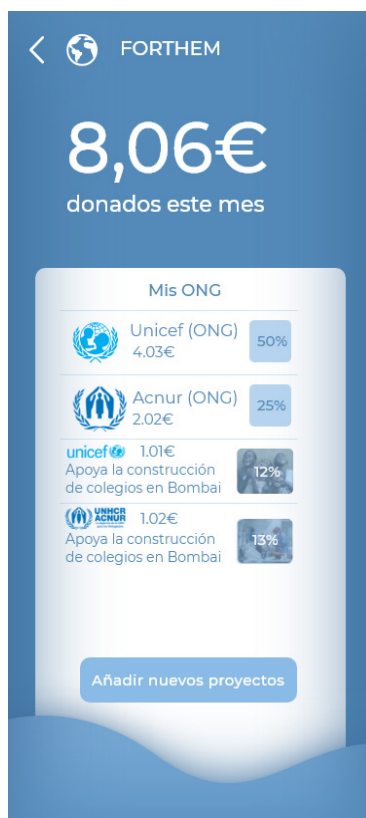 FORTHEM
8,06€
donados este mes
Mis ONG
Unicef (ONG)
4.03€
50%
Acnur (ONG)
2.02€
25%
unicef 1.01€
Apoya la construcción
de colegios en Bombai
12%
UNHCR
ACNUR
1.02€
Apoya la construcción
de colegios en Bombai
13%
Añadir nuevos proyectos